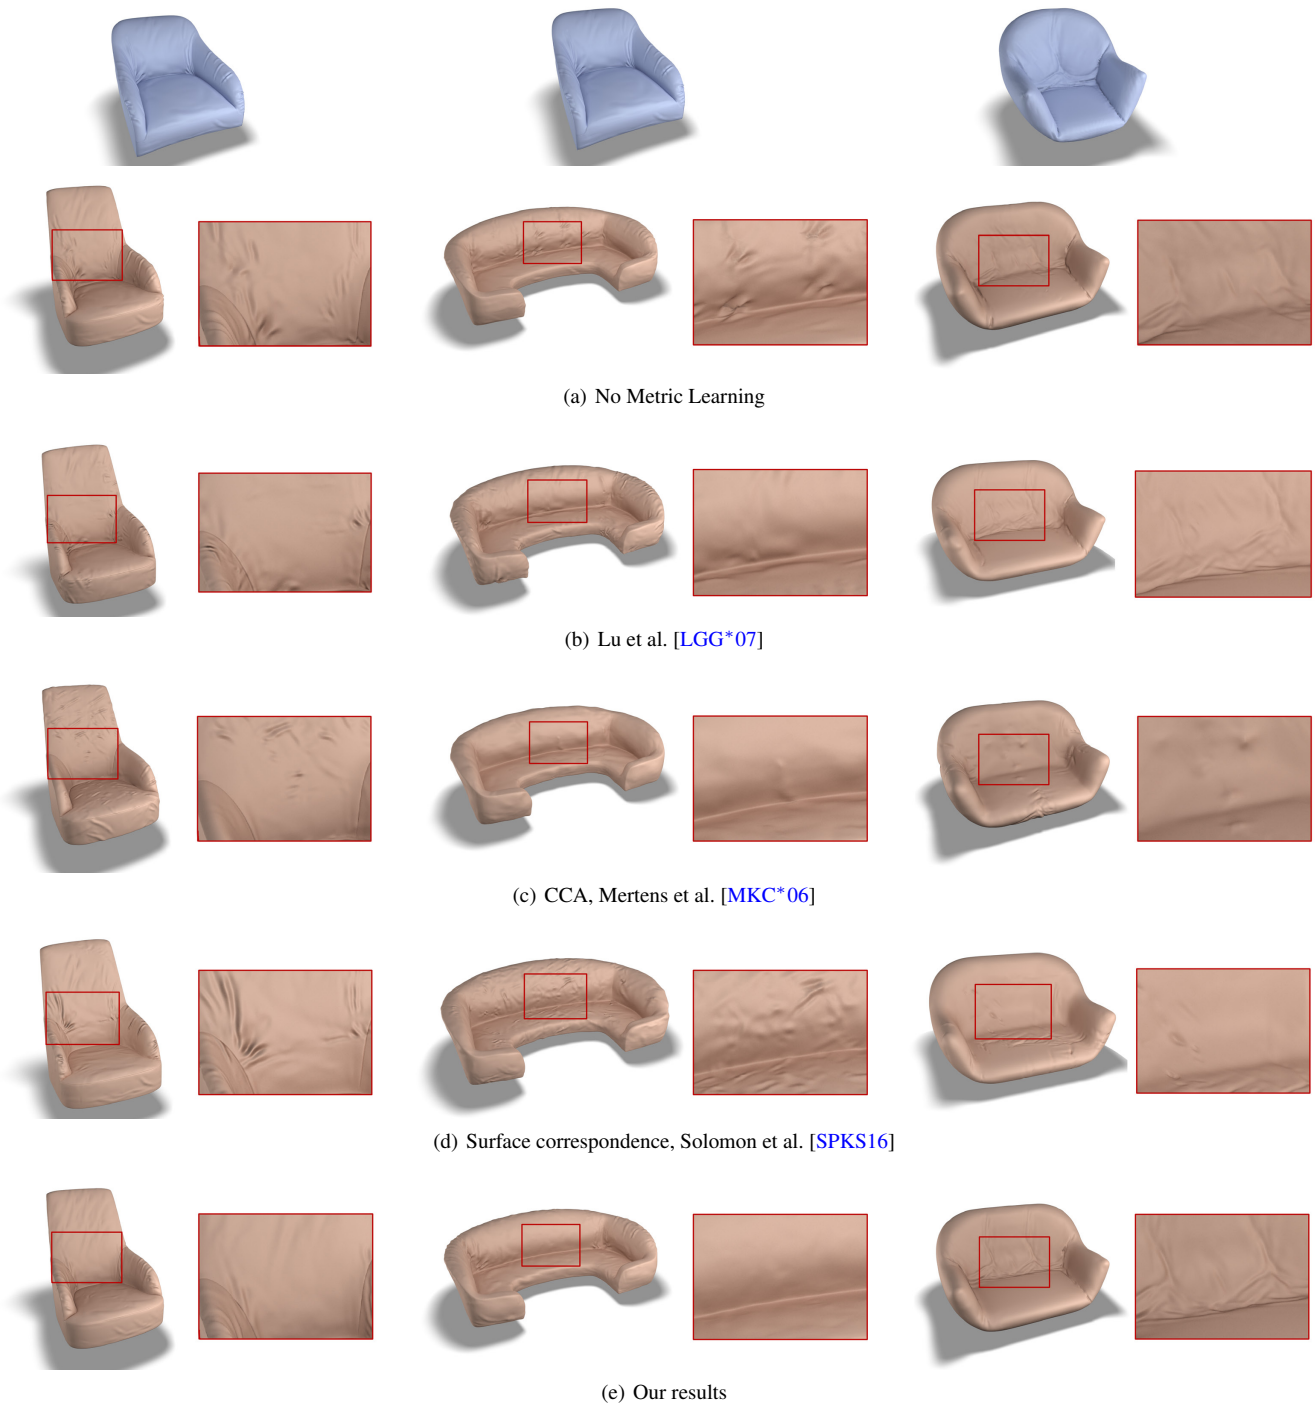 (a) No Metric Learning
(b) Lu et al. [LGG*07]
(c) CCA, Mertens et al. [MKC*06]
(d) Surface correspondence, Solomon et al. [SPKS16]
(e) Our results